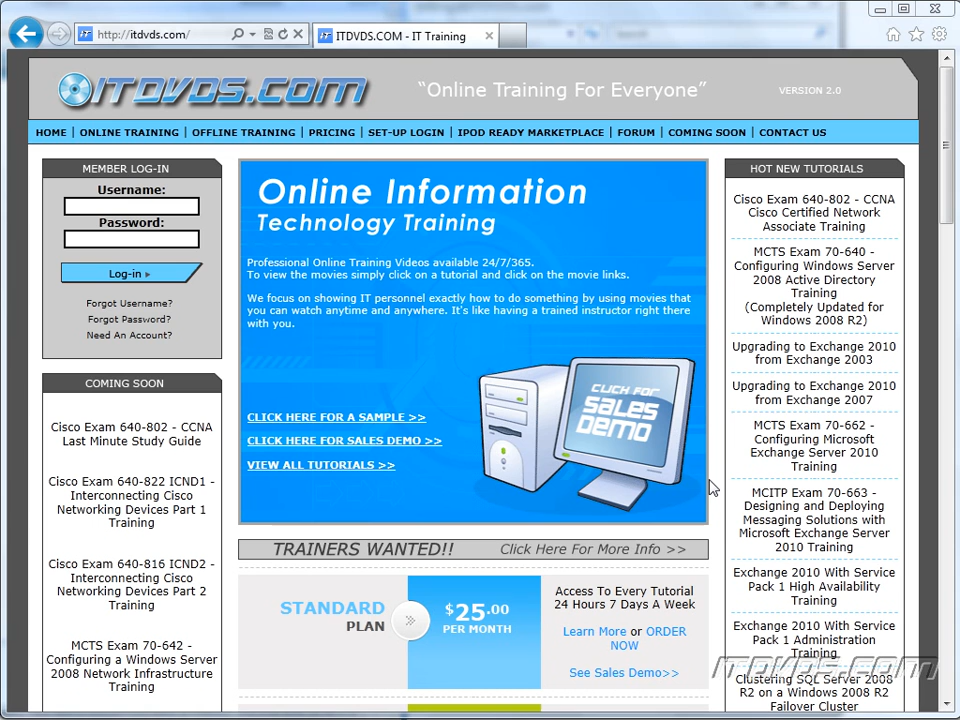 http://itdvds.com/
ITDVDS.COM - IT Training
ITDVDS.COM
“Online Training For Everyone”
VERSION 2.0
HOME | ONLINE TRAINING | OFFLINE TRAINING | PRICING | SET-UP LOGIN | IPOD READY MARKETPLACE | FORUM | COMING SOON | CONTACT US
MEMBER LOG-IN
Username:
Password:
Log-in
Forgot Username?
Forgot Password?
Need An Account?
COMING SOON
Cisco Exam 640-802 - CCNA
Last Minute Study Guide
Cisco Exam 640-822 ICND1 -
Interconnecting Cisco
Networking Devices Part 1
Training
Cisco Exam 640-816 ICND2 -
Interconnecting Cisco
Networking Devices Part 2
Training
MCTS Exam 70-642 -
Configuring a Windows Server
2008 Network Infrastructure
Training
Online Information
Technology Training
Professional Online Training Videos available 24/7/365.
To view the movies simply click on a tutorial and click on the movie links.
We focus on showing IT personnel exactly how to do something by using movies that
you can watch anytime and anywhere. It's like having a trained instructor right there
with you.
CLICK HERE FOR A SAMPLE >>
CLICK HERE FOR SALES DEMO >>
VIEW ALL TUTORIALS >>
CLICK FOR
SALES
DEMO
TRAINERS WANTED!! Click Here For More Info >>
STANDARD
PLAN
$25.00
PER MONTH
Access To Every Tutorial
24 Hours 7 Days A Week
Learn More or ORDER
NOW
See Sales Demo>>
HOT NEW TUTORIALS
Cisco Exam 640-802 - CCNA
Cisco Certified Network
Associate Training
MCTS Exam 70-640 -
Configuring Windows Server
2008 Active Directory
Training
(Completely Updated for
Windows 2008 R2)
Upgrading to Exchange 2010
from Exchange 2003
Upgrading to Exchange 2010
from Exchange 2007
MCTS Exam 70-662 -
Configuring Microsoft
Exchange Server 2010
Training
MCITP Exam 70-663 -
Designing and Deploying
Messaging Solutions with
Microsoft Exchange Server
2010 Training
Exchange 2010 With Service
Pack 1 High Availability
Training
Exchange 2010 With Service
Pack 1 Administration
Training
Clustering SQL Server 2008
R2 on a Windows 2008 R2
Failover Cluster
ITDVDS.COM